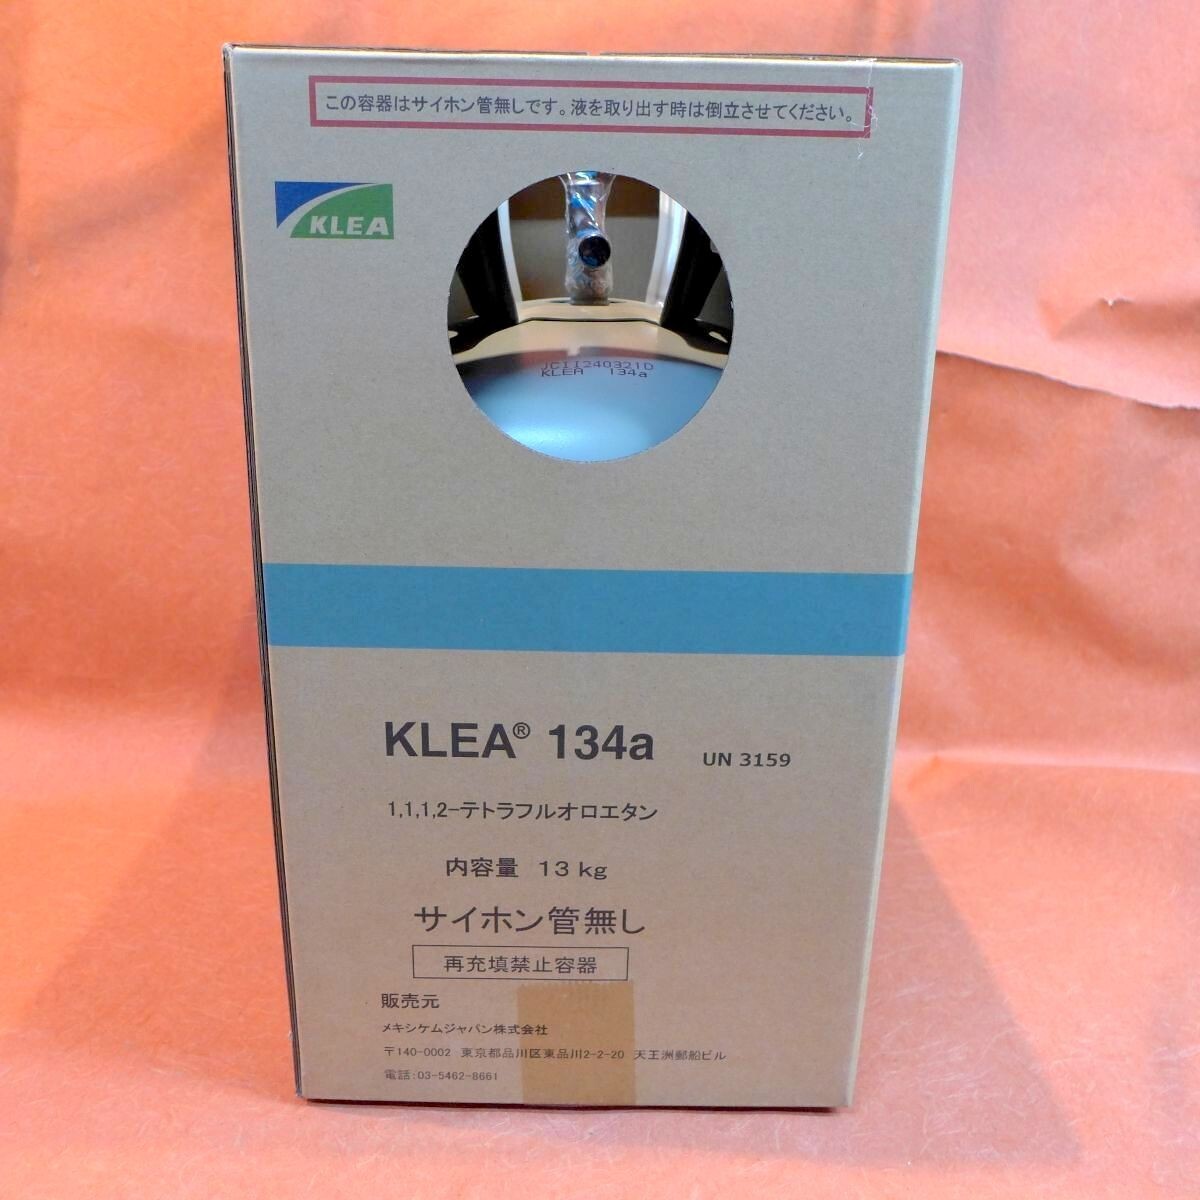 この容器はサイホン管無しです。液を取り出す時は倒立させてください。
KLEA
JCII240321D
KLEA 134a
KLEA® 134a UN 3159
1,1,1,2-テトラフルオロエタン
内容量 13 kg
サイホン管無し
再充填禁止容器
販売元
メキシケムジャパン株式会社
〒140-0002 東京都品川区東品川2-2-20 天王洲郵船ビル
電話:03-5462-8661